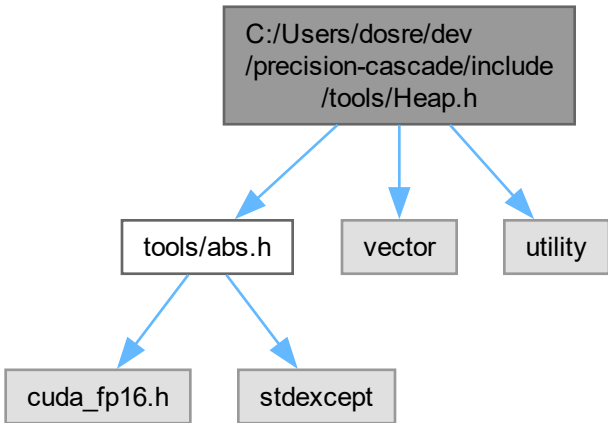 C:/Users/dosre/dev
/precision-cascade/include
/tools/Heap.h
tools/abs.h
vector
utility
cuda_fp16.h
stdexcept